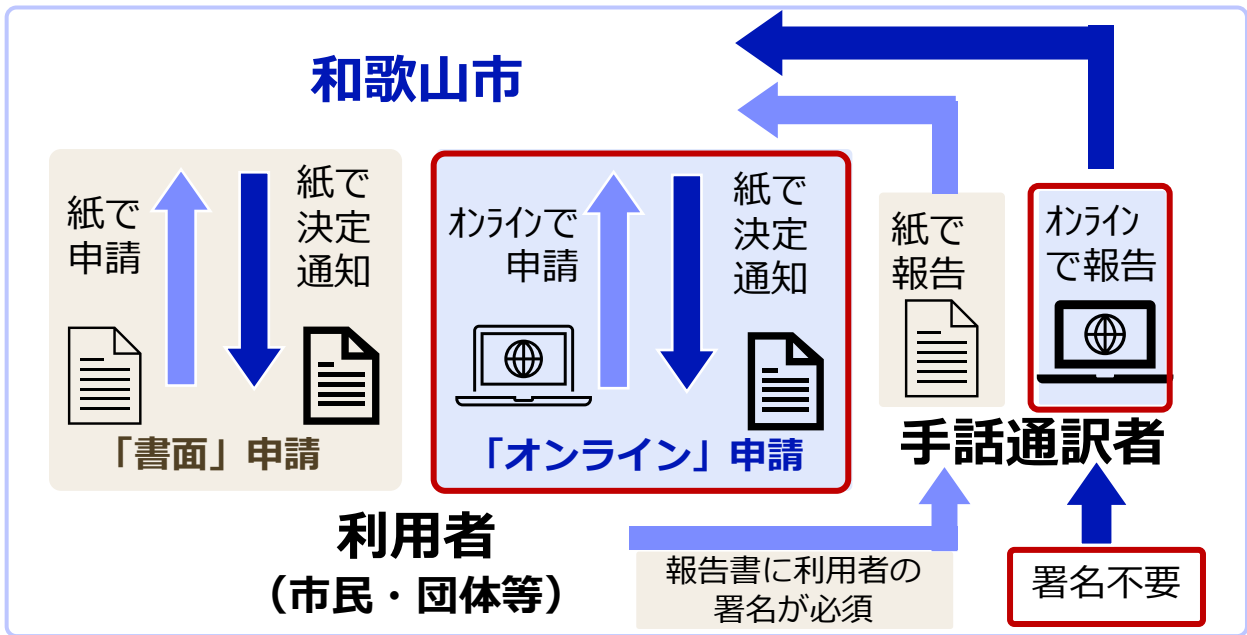 和歌山市
紙で
申請
紙で
決定
通知
「書面」申請
オンラインで
申請
紙で
決定
通知
「オンライン」申請
紙で
報告
オンライン
で報告
手話通訳者
利用者
（市民・団体等）
報告書に利用者の
署名が必須
署名不要